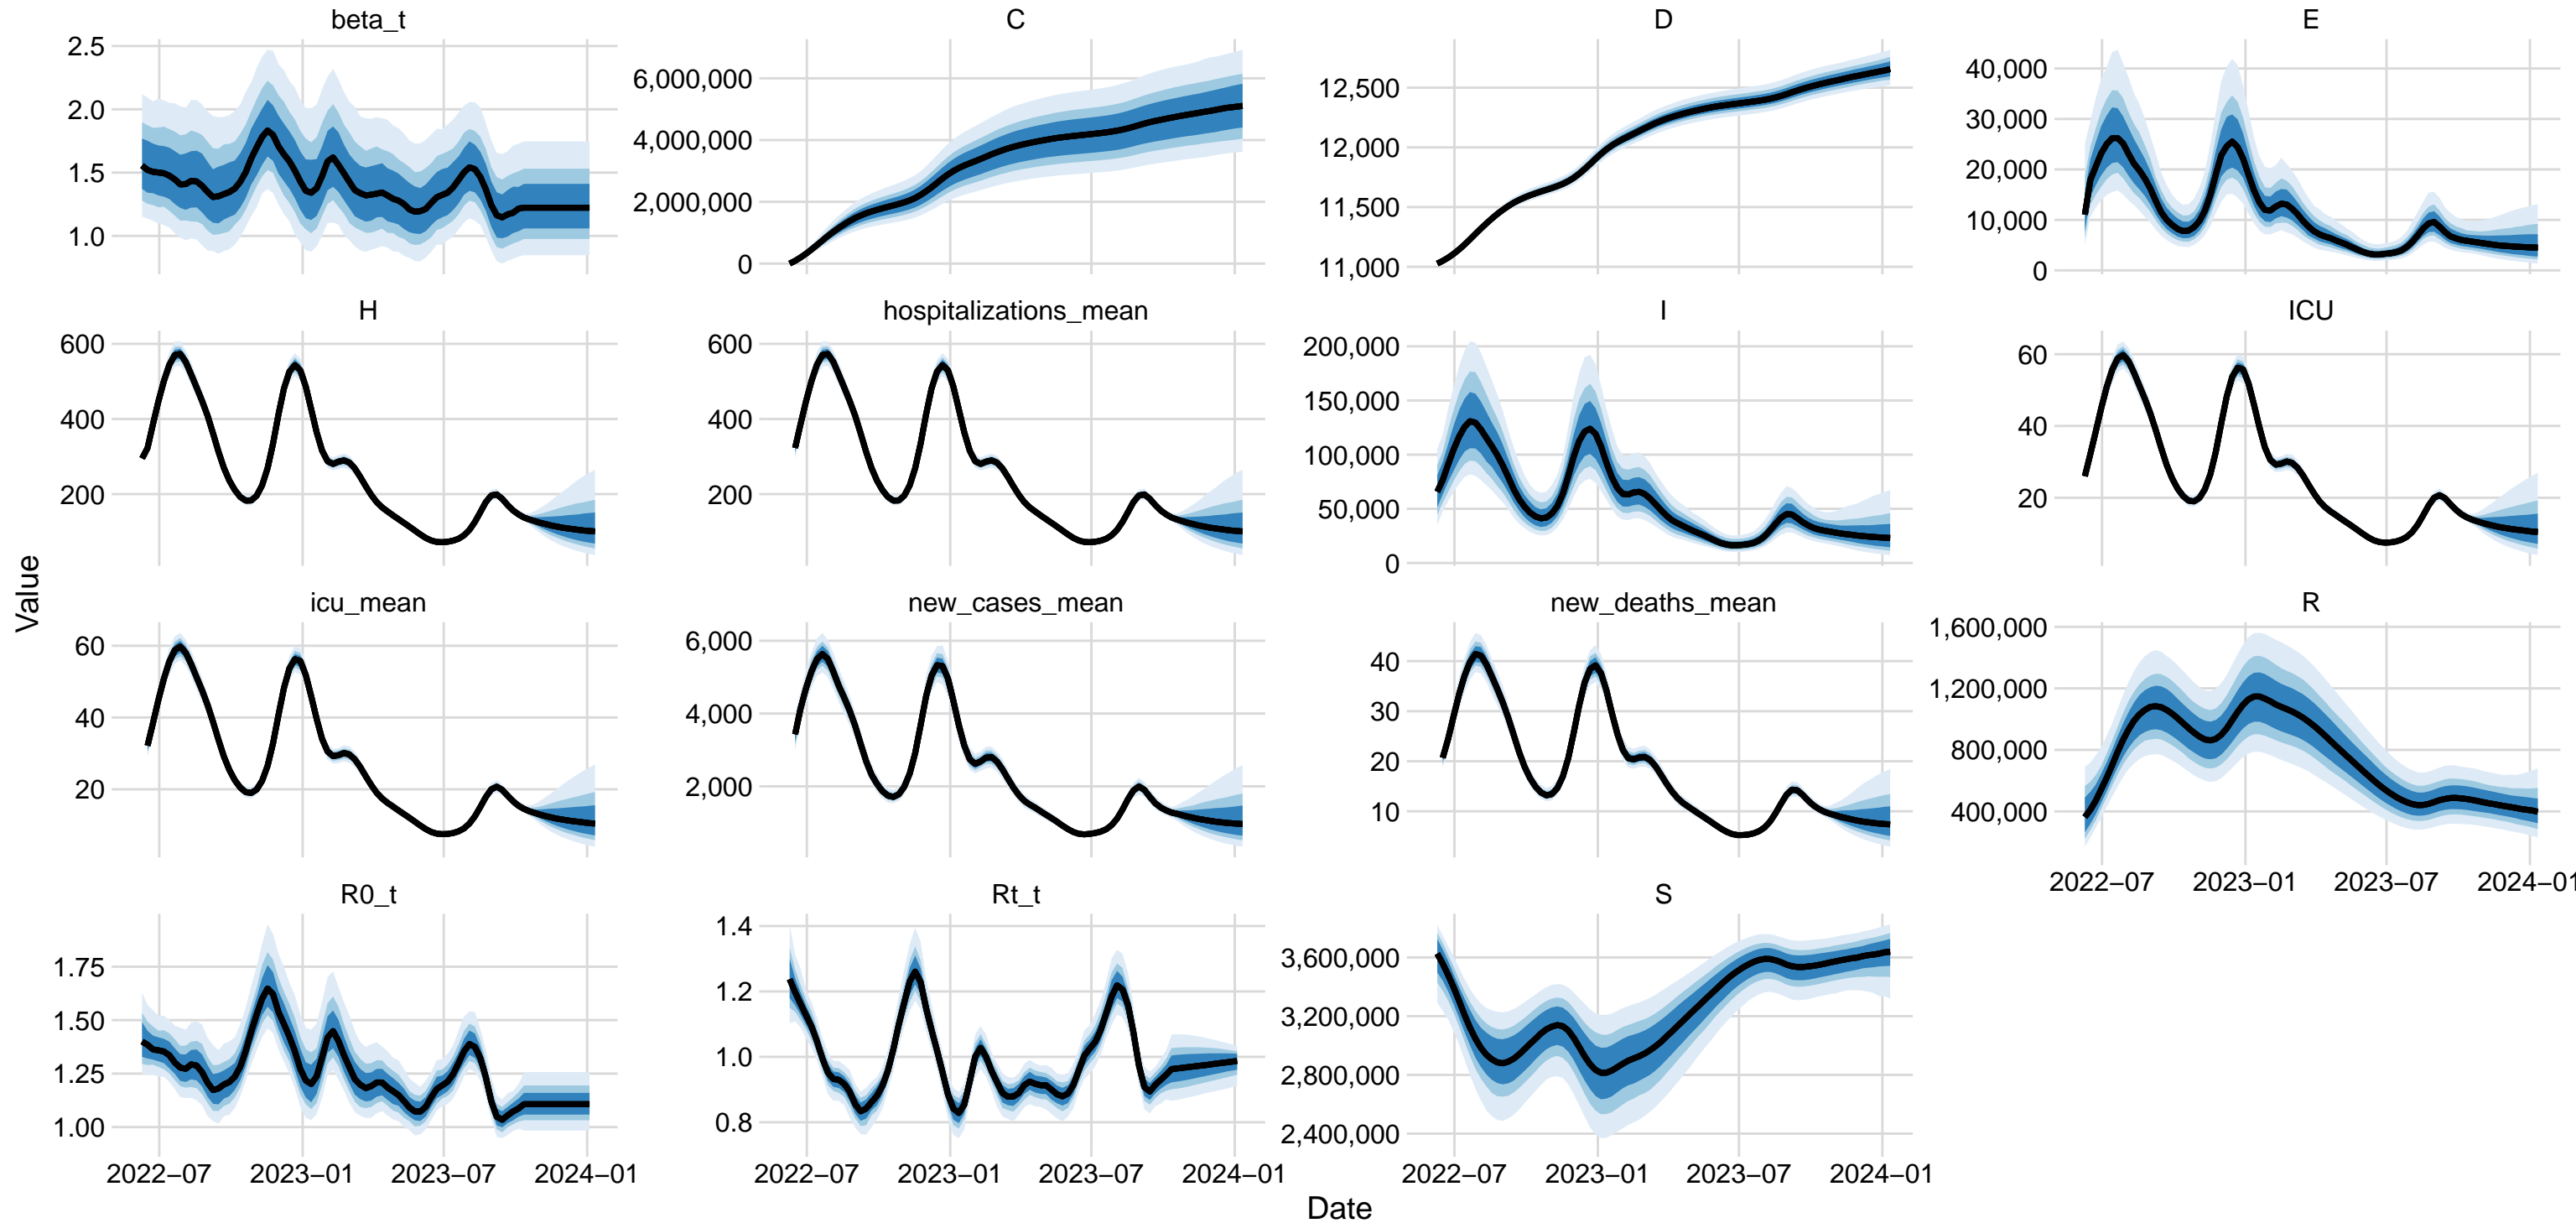 beta_t
2.5
2.0
1.5
1.0
C
6,000,000
4,000,000
2,000,000
0
D
12,500
12,000
11,500
11,000
E
40,000
30,000
20,000
10,000
0
H
600
400
200
hospitalizations_mean
600
400
200
I
200,000
150,000
100,000
50,000
0
ICU
60
40
20
Value
icu_mean
60
40
20
new_cases_mean
6,000
4,000
2,000
new_deaths_mean
40
30
20
10
R
1,600,000
1,200,000
800,000
400,000
2022−07 2023−01 2023−07 2024−01
R0_t
1.75
1.50
1.25
1.00
2022−07 2023−01 2023−07 2024−01
Rt_t
1.4
1.2
1.0
0.8
2022−07 2023−01 2023−07 2024−01
S
3,600,000
3,200,000
2,800,000
2,400,000
2022−07 2023−01 2023−07 2024−01
Date